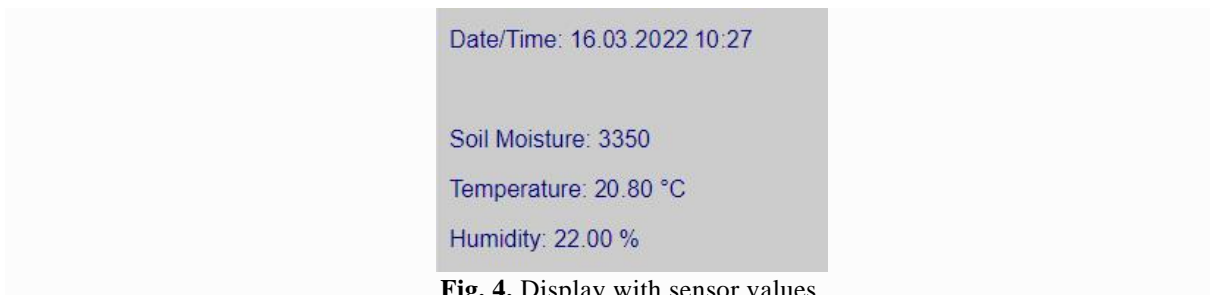 Date/Time: 16.03.2022 10:27
Soil Moisture: 3350
Temperature: 20.80 °C
Humidity: 22.00 %
Fig. 4. Display with sensor values